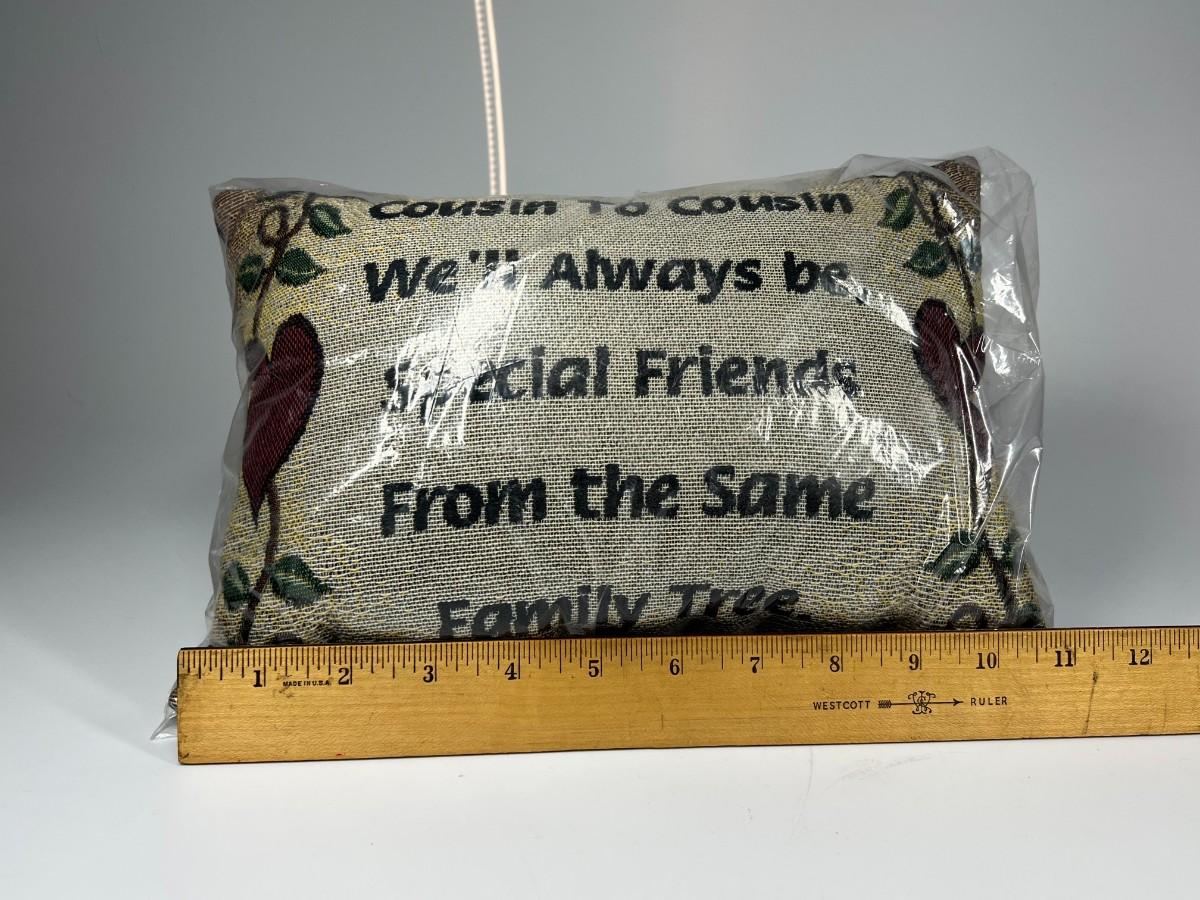 Cousin To Cousin
We'll Always be,
Special Friends
From the Same
Family Tree.
1 2 3 4 5 6 7 8 9 10 11 12
MADE IN U.S.A.
WESTCOTT RULER